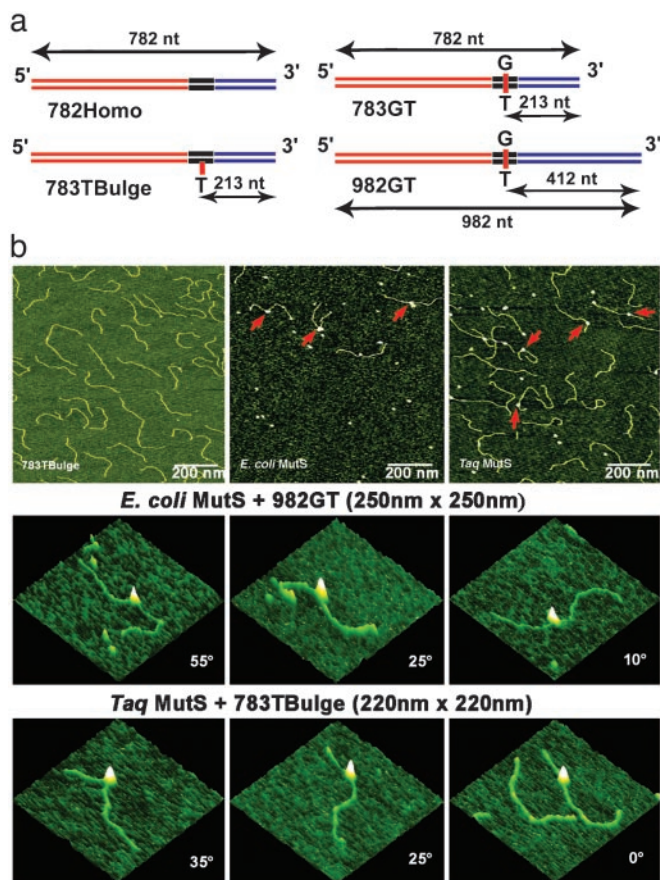 a
782 nt
5'
3'
782Homo
783TBulge
T
213 nt
782 nt
5'
G
3'
T
213 nt
783GT
5'
G
3'
T
412 nt
982GT
982 nt
b
783TBulge
200 nm
E. coli MutS
200 nm
Taq MutS
200 nm
E. coli MutS + 982GT (250nm x 250nm)
55°
25°
10°
Taq MutS + 783TBulge (220nm x 220nm)
35°
25°
0°